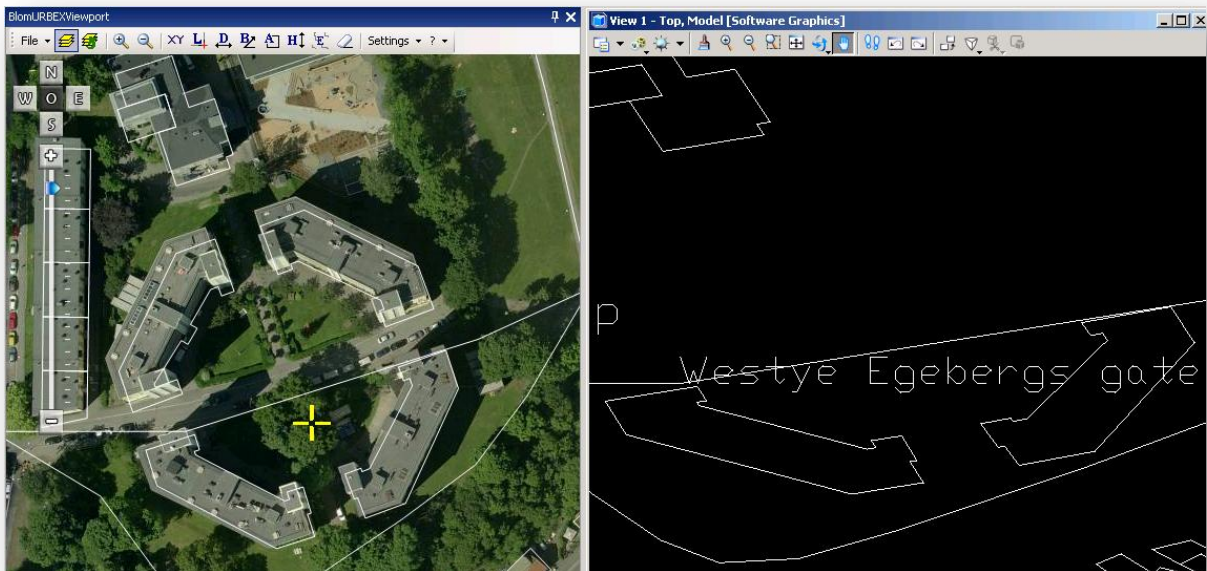 BlomURBEXViewport
File
XY L D B A H E Settings ?
N
W O E
S
View 1 - Top, Model [Software Graphics]
p
Westye Egebergs gate